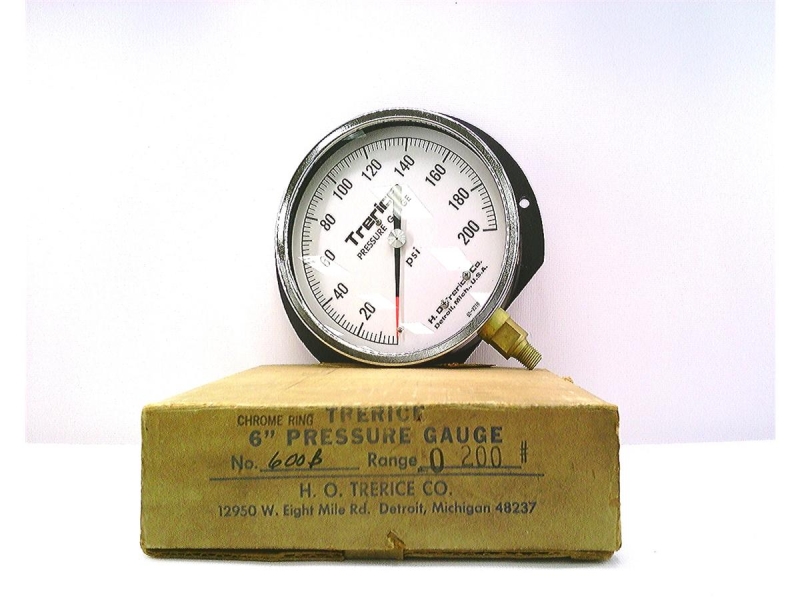 20
40
60
80
100
120
140
160
180
200
Trerice
PRESSURE GAUGE
psi
H. O. Trerice Co.
Detroit, Mich., U.S.A.
CHROME RING TRERICE
6" PRESSURE GAUGE
No. 600B Range 0 200 #
H. O. TRERICE CO.
12950 W. Eight Mile Rd. Detroit, Michigan 48237